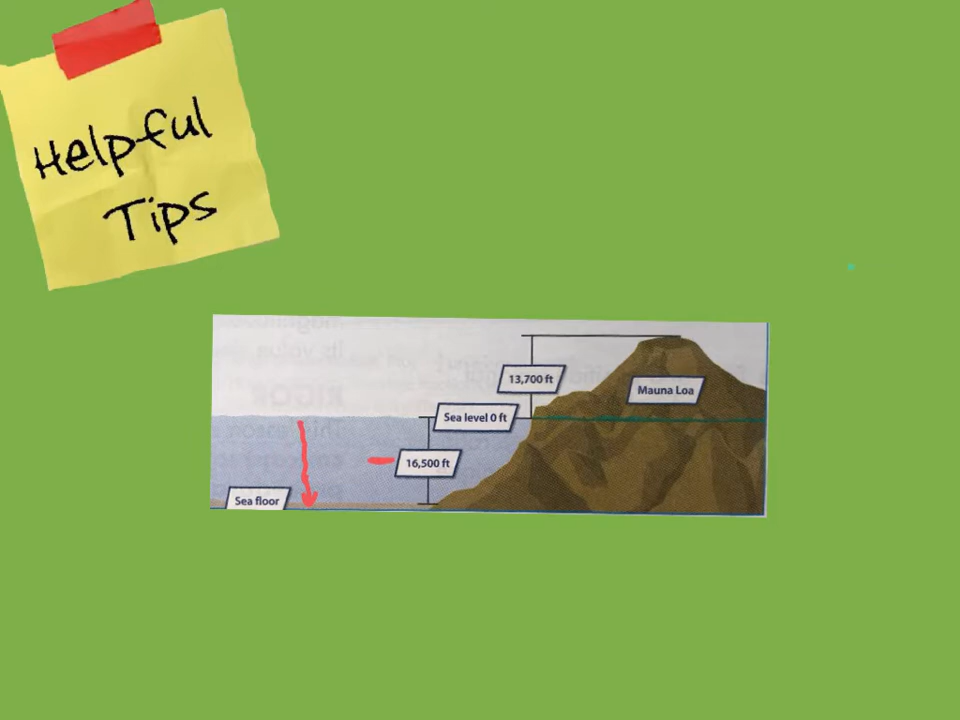 Helpful
Tips
13,700 ft
Mauna Loa
Sea level 0 ft
16,500 ft
Sea floor